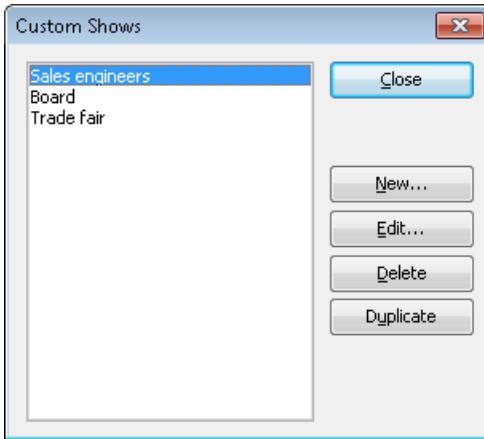 Custom Shows
Sales engineers
Board
Trade fair
Close
New...
Edit...
Delete
Duplicate